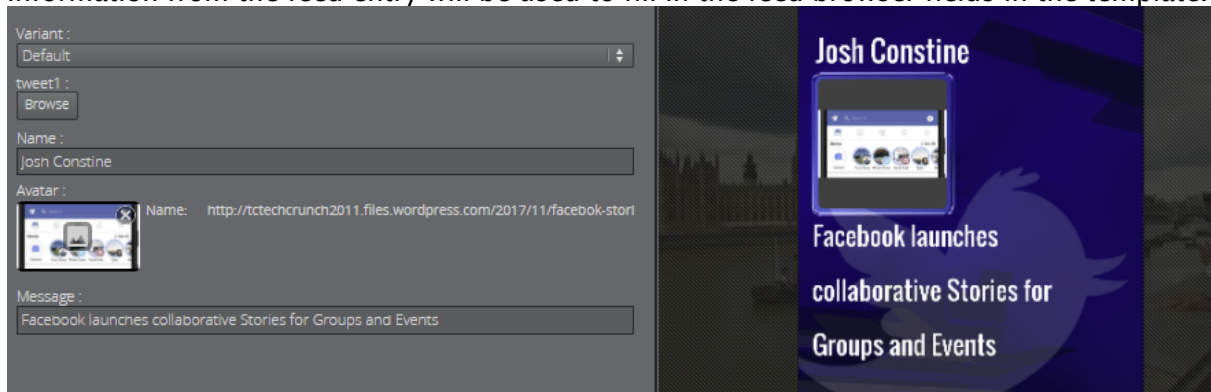 information from the feed entry will be used to fill in the feed browser fields in the template.
Variant :
Default
tweet1 :
Browse
Name :
Josh Constine
Avatar :
Name: http://tctechcrunch2011.files.wordpress.com/2017/11/facebok-stori
Message :
Facebook launches collaborative Stories for Groups and Events
Josh Constine
Facebook launches
collaborative Stories for
Groups and Events